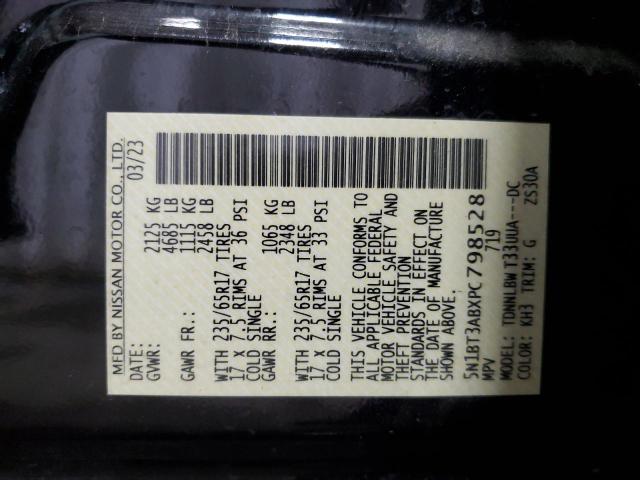 MFD BY NISSAN MOTOR CO., LTD.
DATE: 03/23
GVWR: 2125 KG
4685 LB
GAWR FR.: 1115 KG
2458 LB
WITH 235/65R17 TIRES
17 X 7.5 RIMS AT 36 PSI
COLD SINGLE
GAWR RR.: 1065 KG
2348 LB
WITH 235/65R17 TIRES
17 X 7.5 RIMS AT 33 PSI
COLD SINGLE
THIS VEHICLE CONFORMS TO
ALL APPLICABLE FEDERAL
MOTOR VEHICLE SAFETY AND
THEFT PREVENTION
STANDARDS IN EFFECT ON
THE DATE OF MANUFACTURE
SHOWN ABOVE.
5N1BT3ABXPC798528
MPV 719
MODEL: TDNNLBW T33UUA---DC
COLOR: KH3 TRIM: G ZS30A